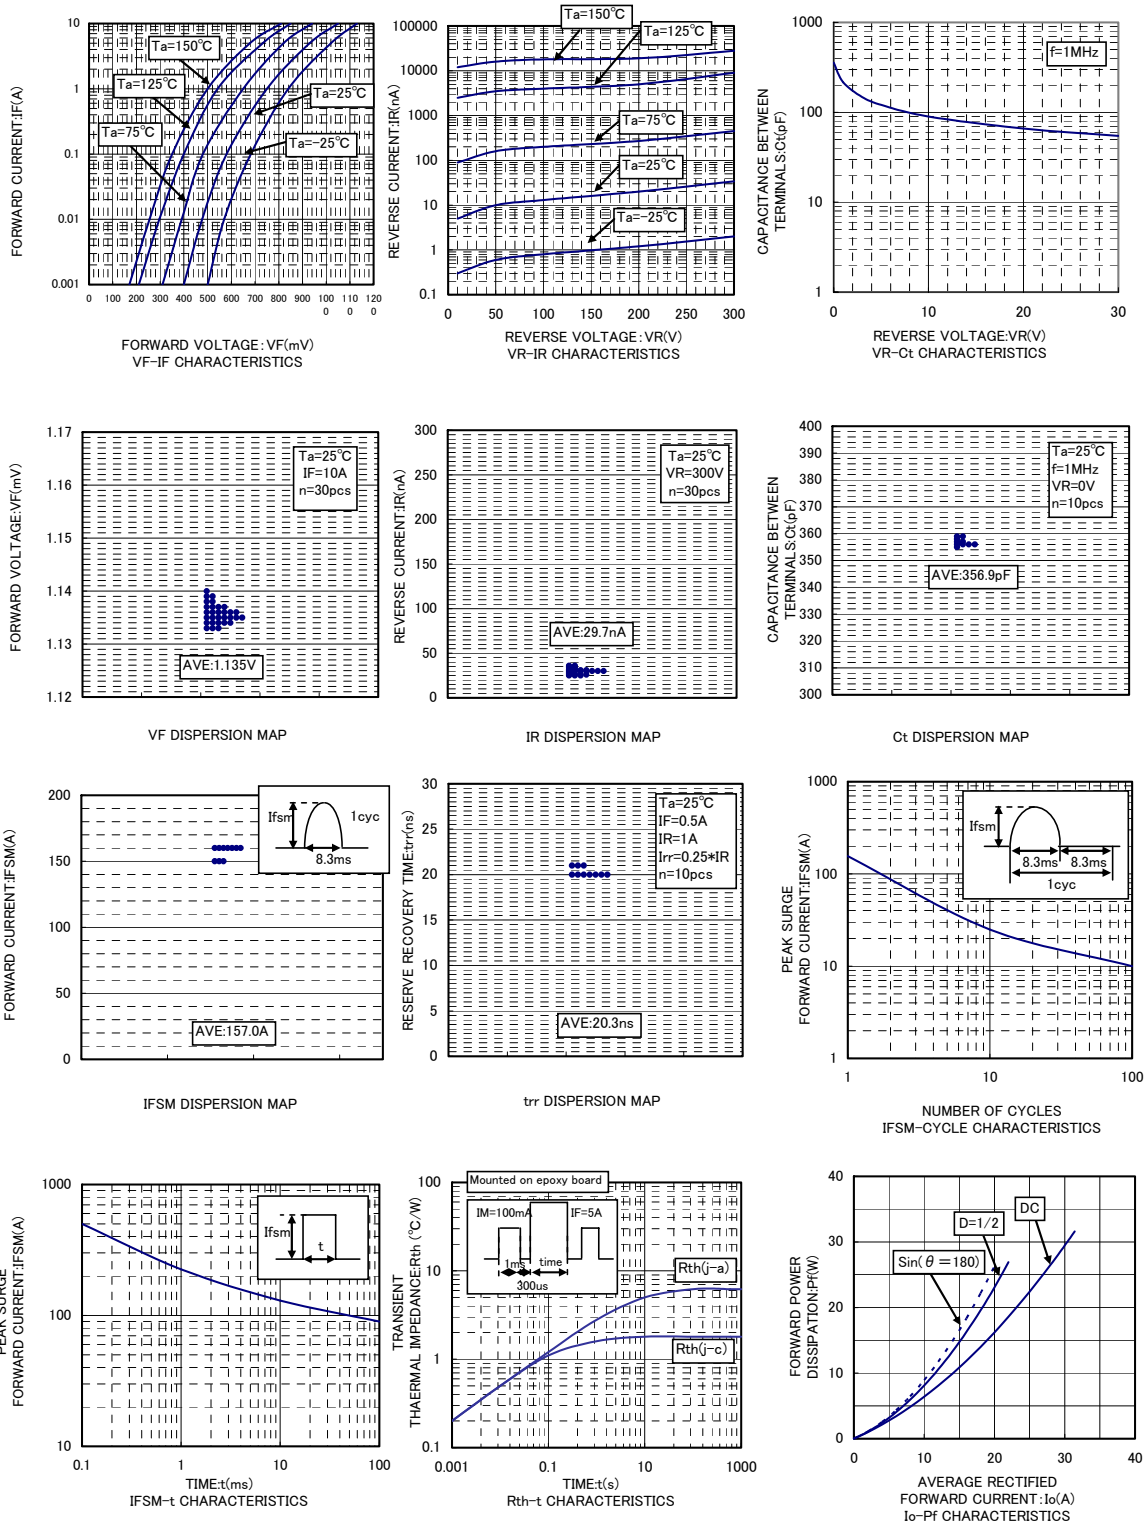 FORWARD CURRENT:IF(A)
10
1
0.1
0.01
0.001
Ta=150℃
Ta=125℃
Ta=75℃
Ta=25℃
Ta=-25℃
0 100 200 300 400 500 600 700 800 900 100 110 120
0 0 0
FORWARD VOLTAGE:VF(mV)
VF-IF CHARACTERISTICS
REVERSE CURRENT:IR(nA)
100000
10000
1000
100
10
1
0.1
Ta=150℃
Ta=125℃
Ta=75℃
Ta=25℃
Ta=-25℃
0 50 100 150 200 250 300
REVERSE VOLTAGE:VR(V)
VR-IR CHARACTERISTICS
CAPACITANCE BETWEEN
TERMINALS:Ct(pF)
1000
100
10
1
f=1MHz
0 10 20 30
REVERSE VOLTAGE:VR(V)
VR-Ct CHARACTERISTICS
FORWARD VOLTAGE:VF(mV)
1.17
1.16
1.15
1.14
1.13
1.12
Ta=25℃
IF=10A
n=30pcs
AVE:1.135V
VF DISPERSION MAP
REVERSE CURRENT:IR(nA)
300
250
200
150
100
50
0
Ta=25℃
VR=300V
n=30pcs
AVE:29.7nA
IR DISPERSION MAP
CAPACITANCE BETWEEN
TERMINALS:Ct(pF)
400
390
380
370
360
350
340
330
320
310
300
Ta=25℃
f=1MHz
VR=0V
n=10pcs
AVE:356.9pF
Ct DISPERSION MAP
FORWARD CURRENT:IFSM(A)
200
150
100
50
0
Ifsm
1cyc
8.3ms
AVE:157.0A
IFSM DISPERSION MAP
RESERVE RECOVERY TIME:trr(ns)
30
25
20
15
10
5
0
Ta=25℃
IF=0.5A
IR=1A
Irr=0.25*IR
n=10pcs
AVE:20.3ns
trr DISPERSION MAP
PEAK SURGE
FORWARD CURRENT:IFSM(A)
1000
100
10
1
Ifsm
8.3ms 8.3ms
1cyc
1 10 100
NUMBER OF CYCLES
IFSM-CYCLE CHARACTERISTICS
PEAK SURGE
FORWARD CURRENT:IFSM(A)
1000
100
10
Ifsm
t
0.1 1 10 100
TIME:t(ms)
IFSM-t CHARACTERISTICS
TRANSIENT
THAERMAL IMPEDANCE:Rth (℃/W)
100
10
1
0.1
Mounted on epoxy board
IM=100mA IF=5A
1ms time
300us
Rth(j-a)
Rth(j-c)
0.001 0.1 10 1000
TIME:t(s)
Rth-t CHARACTERISTICS
FORWARD POWER
DISSIPATION:Pf(W)
40
30
20
10
0
DC
D=1/2
Sin(θ=180)
0 10 20 30 40
AVERAGE RECTIFIED
FORWARD CURRENT:Io(A)
Io-Pf CHARACTERISTICS